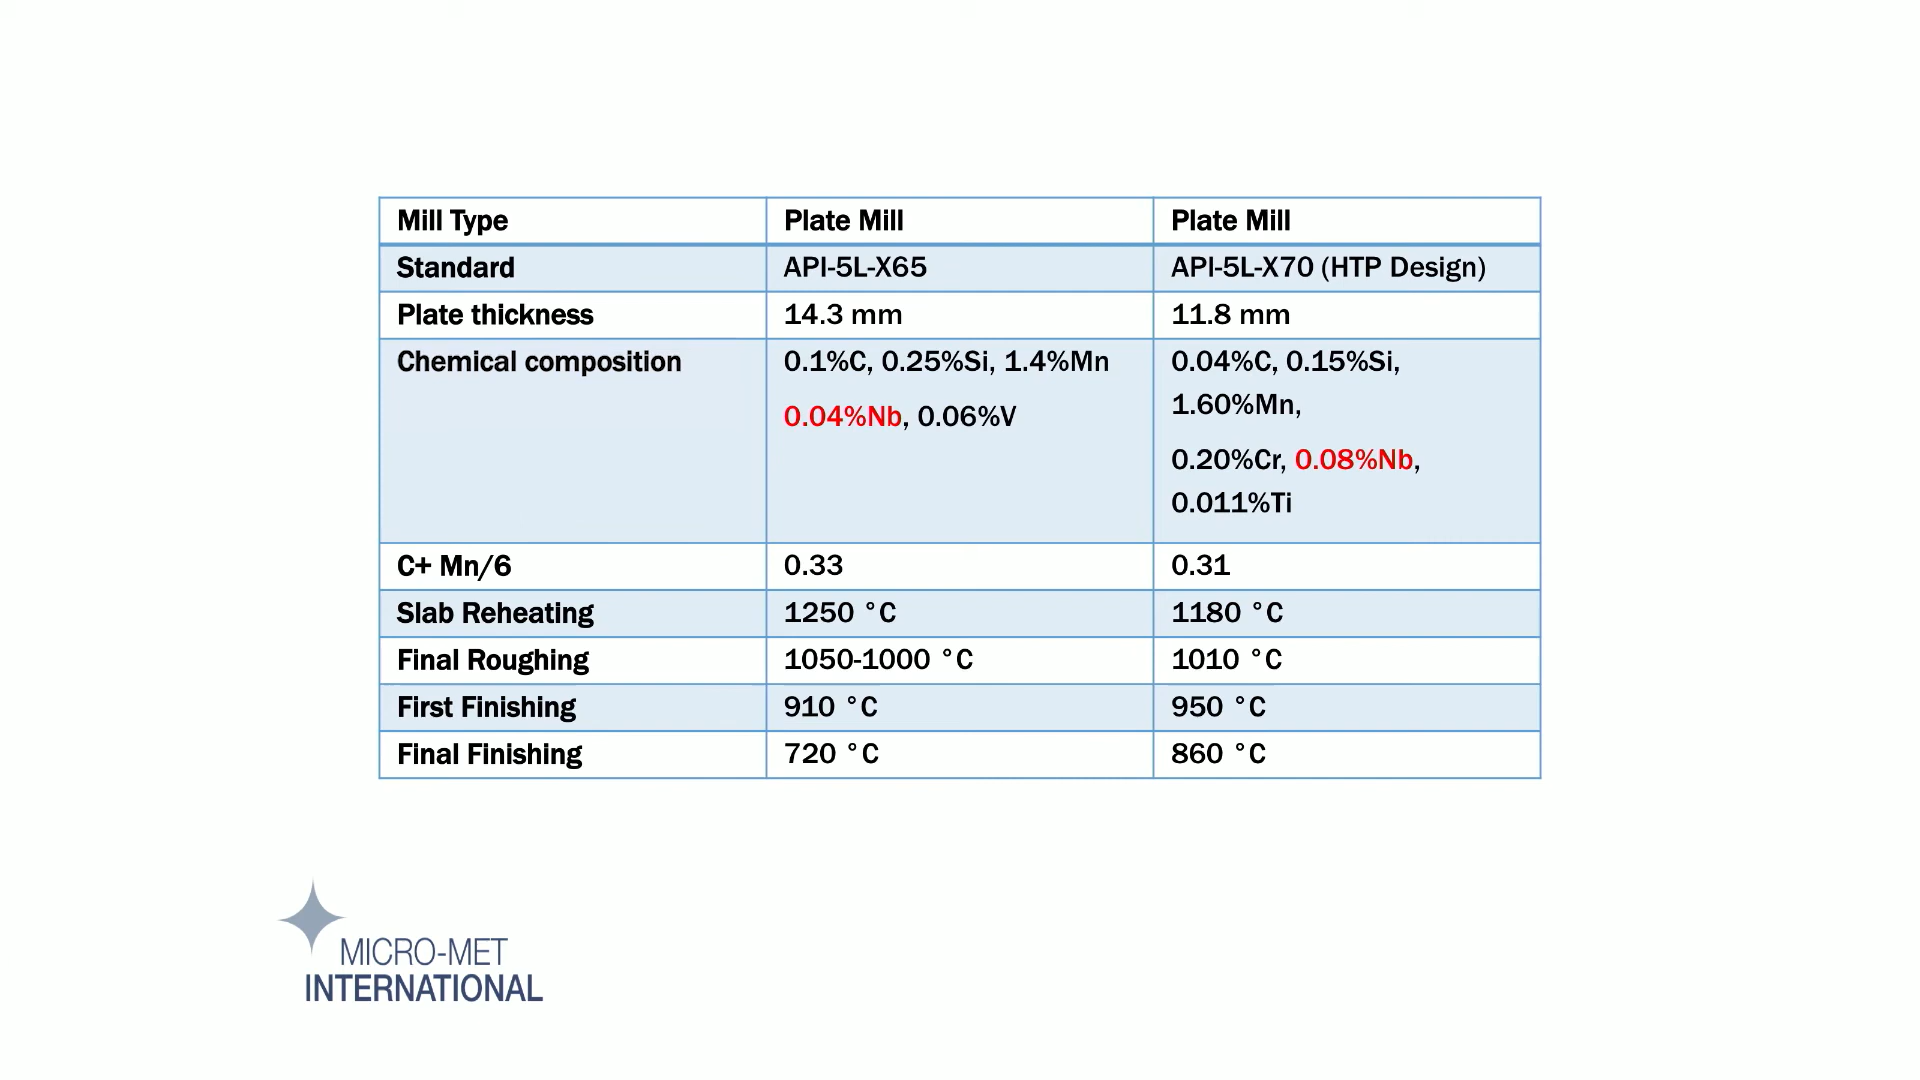 Mill Type Plate Mill Plate Mill
Standard API-5L-X65 API-5L-X70 (HTP Design)
Plate thickness 14.3 mm 11.8 mm
Chemical composition 0.1%C, 0.25%Si, 1.4%Mn 0.04%C, 0.15%Si,
1.60%Mn,
0.04%Nb, 0.06%V
0.20%Cr, 0.08%Nb,
0.011%Ti
C+ Mn/6 0.33 0.31
Slab Reheating 1250 °C 1180 °C
Final Roughing 1050-1000 °C 1010 °C
First Finishing 910 °C 950 °C
Final Finishing 720 °C 860 °C
MICRO-MET
INTERNATIONAL